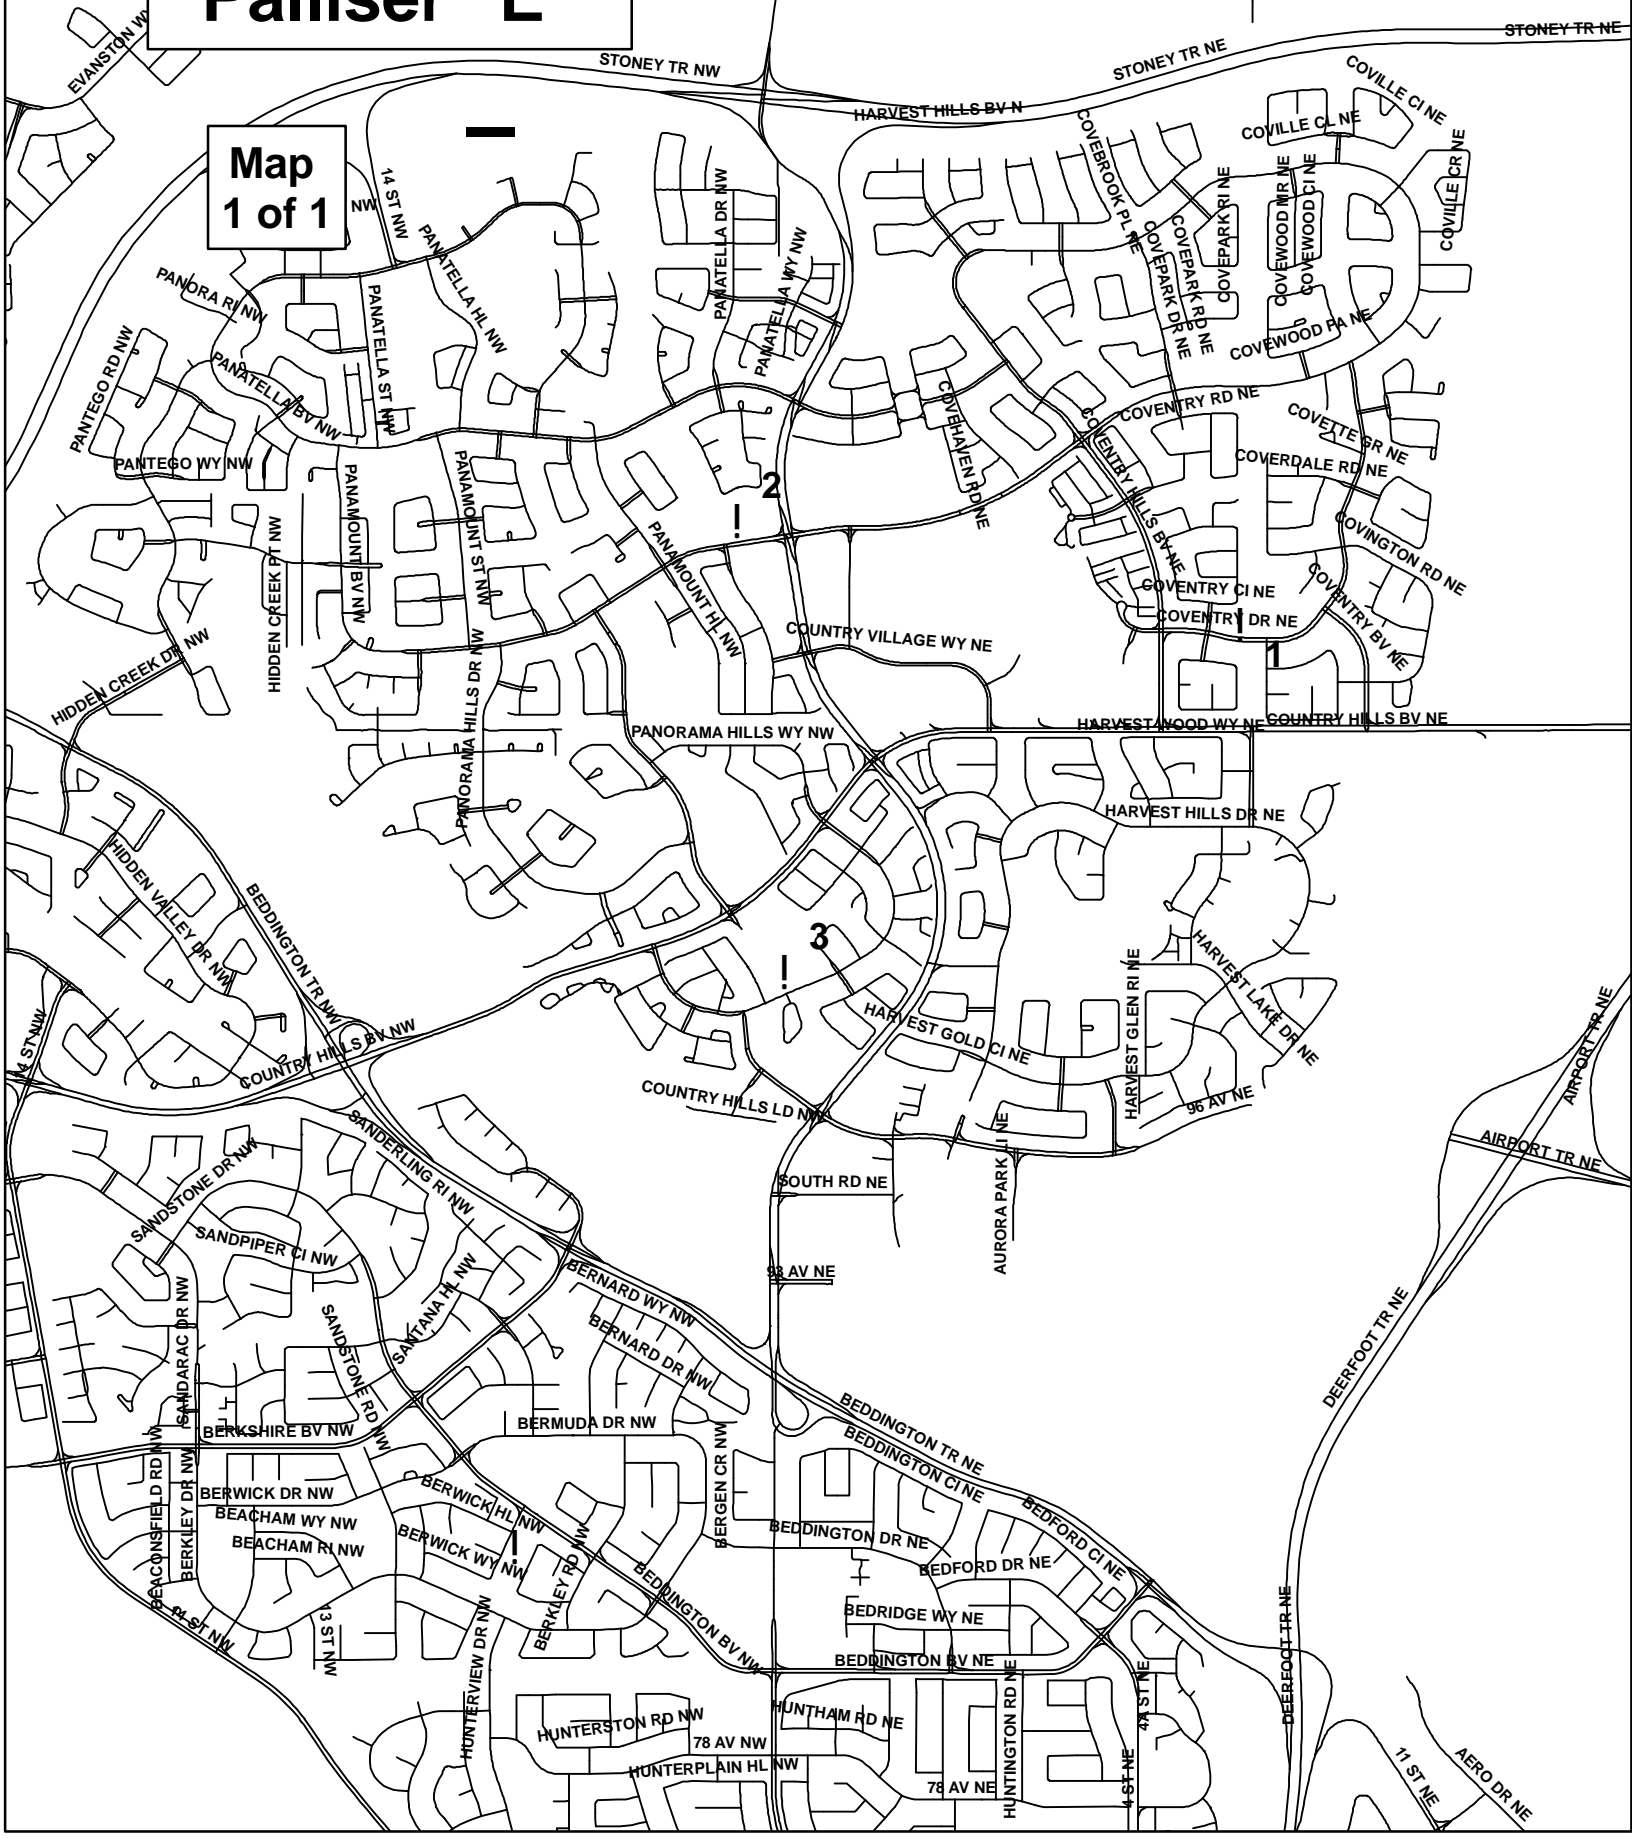 Palliser "E"
EVANSTON WY
STONEY TR NW
STONEY TR NE
STONEY TR NE
HARVEST HILLS BV N
COVILLE CI NE
COVILLE CL NE
COVILLE CR NE
Map
1 of 1
NW
14 ST NW
PANATELLA HL NW
PANATELLA DR NW
PANATELLA WY NW
COVEBROOK PL NE
COVEPARK RI NE
COVEWOOD MR NE
COVEWOOD CI NE
COVEPARK DR NE
COVEPARK RD NE
COVEWOOD PA NE
PANORA RI NW
PANATELLA ST NW
PANTEGO RD NW
PANATELLA BV NW
PANTEGO WY NW
COVEHAVEN RD NE
COVENTRY RD NE
COVETTE GR NE
COVERDALE RD NE
COVENTRY HILLS BV NE
COVINGTON RD NE
2
!
PANAMOUNT BV NW
PANAMOUNT ST NW
PANAMOUNT HL NW
HIDDEN CREEK PT NW
HIDDEN CREEK DR NW
COVENTRY CI NE
COVENTRY DR NE
!
1
COVENTRY BV NE
COUNTRY VILLAGE WY NE
PANORAMA HILLS DR NW
PANORAMA HILLS WY NW
HARVEST WOOD WY NE
COUNTRY HILLS BV NE
HARVEST HILLS DR NE
HIDDEN VALLEY DR NW
BEDDINGTON TR NW
3
!
HARVEST GLEN RI NE
HARVEST LAKE DR NE
HARVEST GOLD CI NE
14 ST NW
COUNTRY HILLS BV NW
COUNTRY HILLS LD NW
96 AV NE
AIRPORT TR NE
AIRPORT TR NE
SANDERLING RI NW
SANDSTONE DR NW
SANDPIPER CI NW
SOUTH RD NE
AURORA PARK LI NE
93 AV NE
SANTANA HL NW
BERNARD WY NW
BERNARD DR NW
SANDARAC DR NW
SANDSTONE RD NW
DEERFOOT TR NE
BEDDINGTON TR NE
BEDDINGTON CI NE
BERMUDA DR NW
BERKSHIRE BV NW
BERGEN CR NW
BEACONSFIELD RD NW
BERKLEY DR NW
BERWICK DR NW
BEACHAM WY NW
BEACHAM RI NW
BERWICK HL NW
BERWICK WY NW
!
BERKLEY RD NW
BEDDINGTON DR NE
BEDFORD CI NE
BEDFORD DR NE
BEDDINGTON BV NW
BEDRIDGE WY NE
BEDDINGTON BV NE
14 ST NW
13 ST NW
HUNTERVIEW DR NW
HUNTERSTON RD NW
HUNTHAM RD NE
78 AV NW
HUNTERPLAIN HL NW
78 AV NE
HUNTINGTON RD NE
4A ST NE
4 ST NE
DEERFOOT TR NE
11 ST NE
AERO DR NE